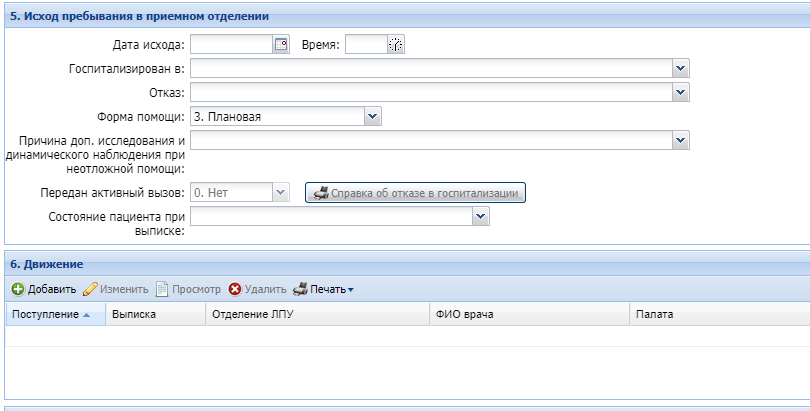 5. Исход пребывания в приемном отделении
Дата исхода: Время:
Госпитализирован в:
Отказ:
Форма помощи: 3. Плановая
Причина доп. исследования и
динамического наблюдения при
неотложной помощи:
Передан активный вызов: 0. Нет Справка об отказе в госпитализации
Состояние пациента при
выписке:
6. Движение
Добавить Изменить Просмотр Удалить Печать
Поступление Выписка Отделение ЛПУ ФИО врача Палата